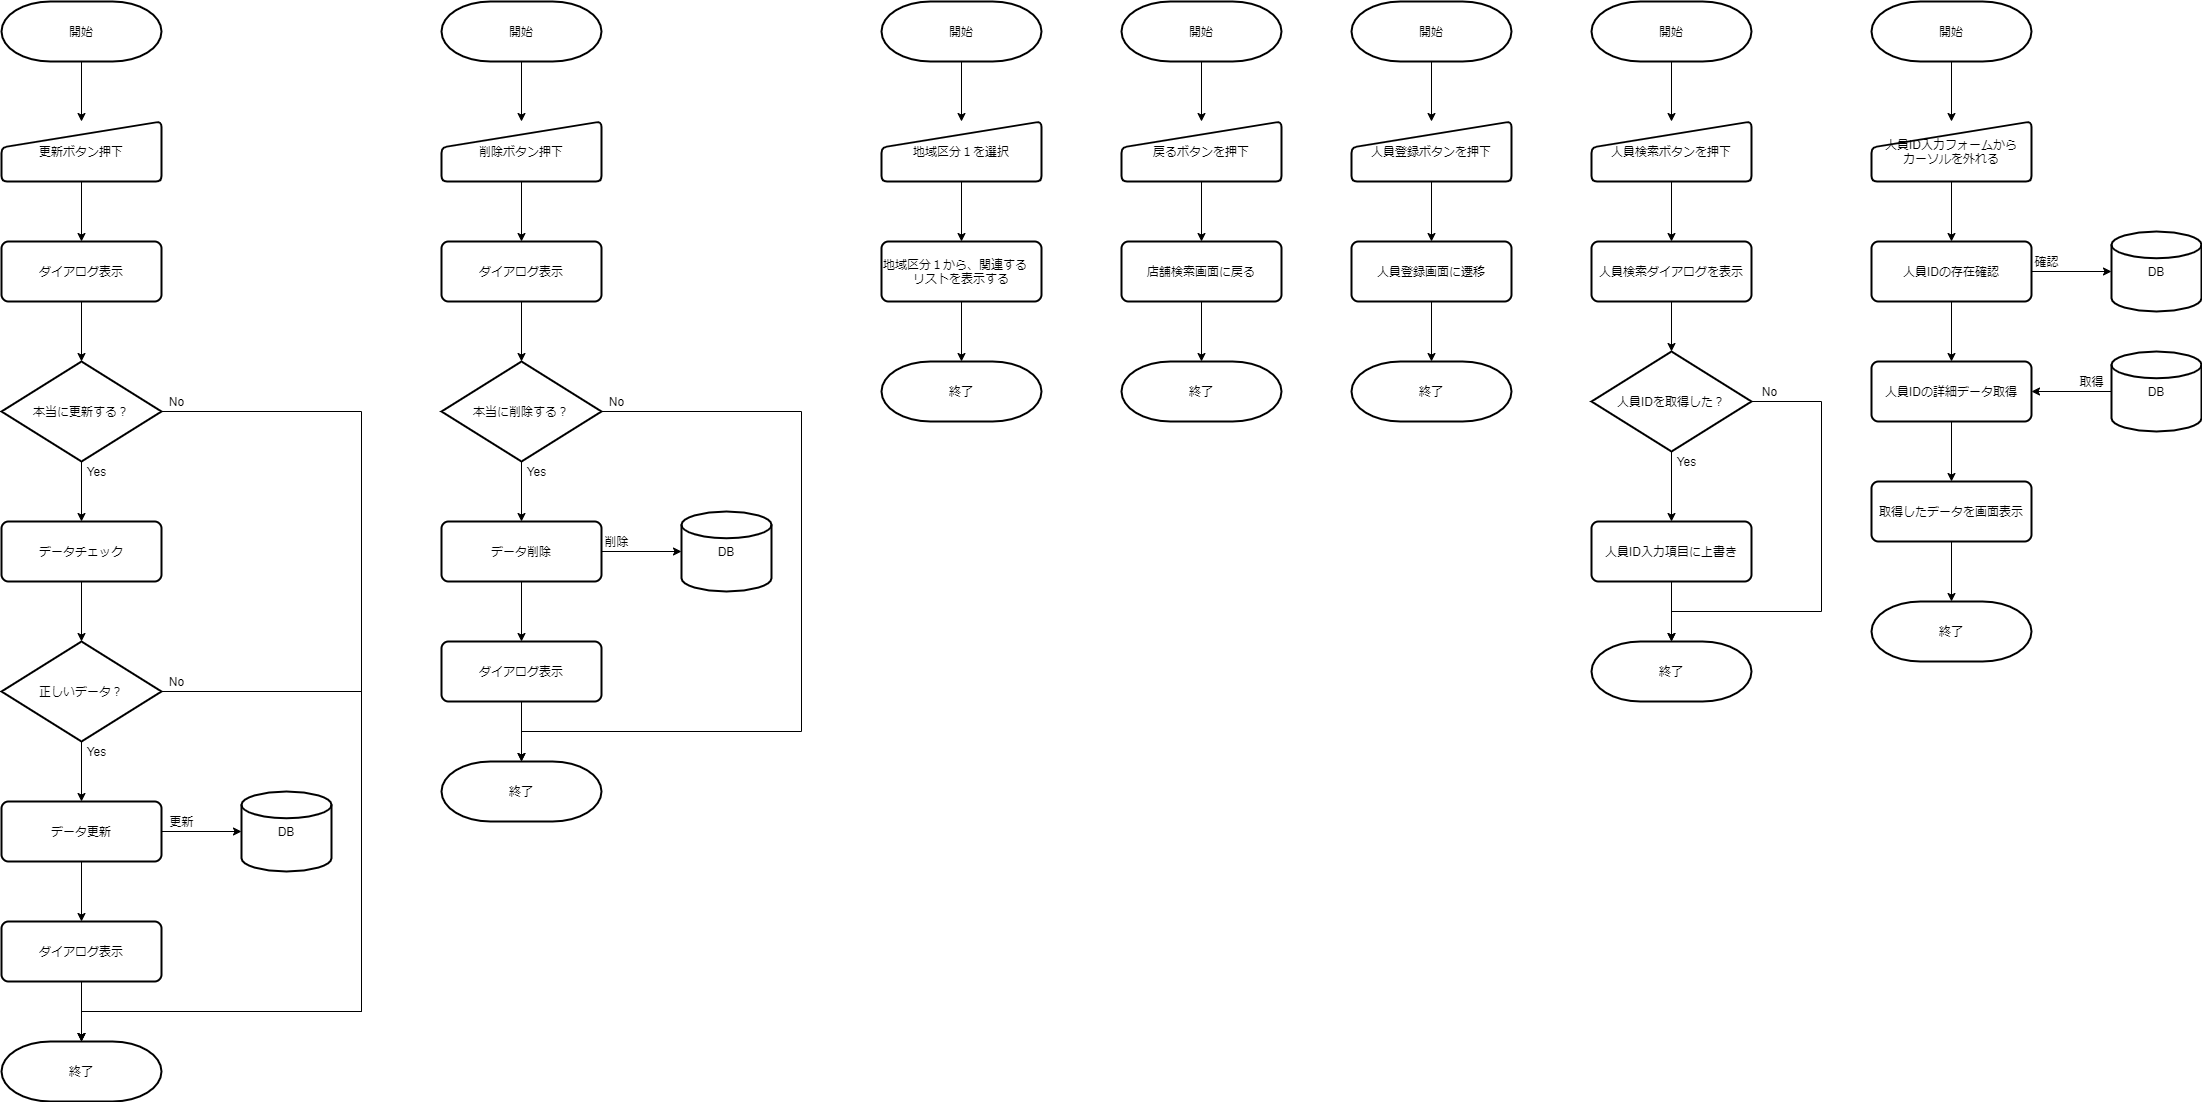 開始
更新ボタン押下
ダイアログ表示
本当に更新する？
No
Yes
データチェック
正しいデータ？
No
Yes
データ更新
更新
DB
ダイアログ表示
終了
開始
削除ボタン押下
ダイアログ表示
本当に削除する？
No
Yes
データ削除
削除
DB
ダイアログ表示
終了
開始
地域区分１を選択
地域区分１から、関連する
リストを表示する
終了
開始
戻るボタンを押下
店舗検索画面に戻る
終了
開始
人員登録ボタンを押下
人員登録画面に遷移
終了
開始
人員検索ボタンを押下
人員検索ダイアログを表示
人員IDを取得した？
No
Yes
人員ID入力項目に上書き
終了
開始
人員ID入力フォームから
カーソルを外れる
人員IDの存在確認
確認
DB
人員IDの詳細データ取得
取得
DB
取得したデータを画面表示
終了